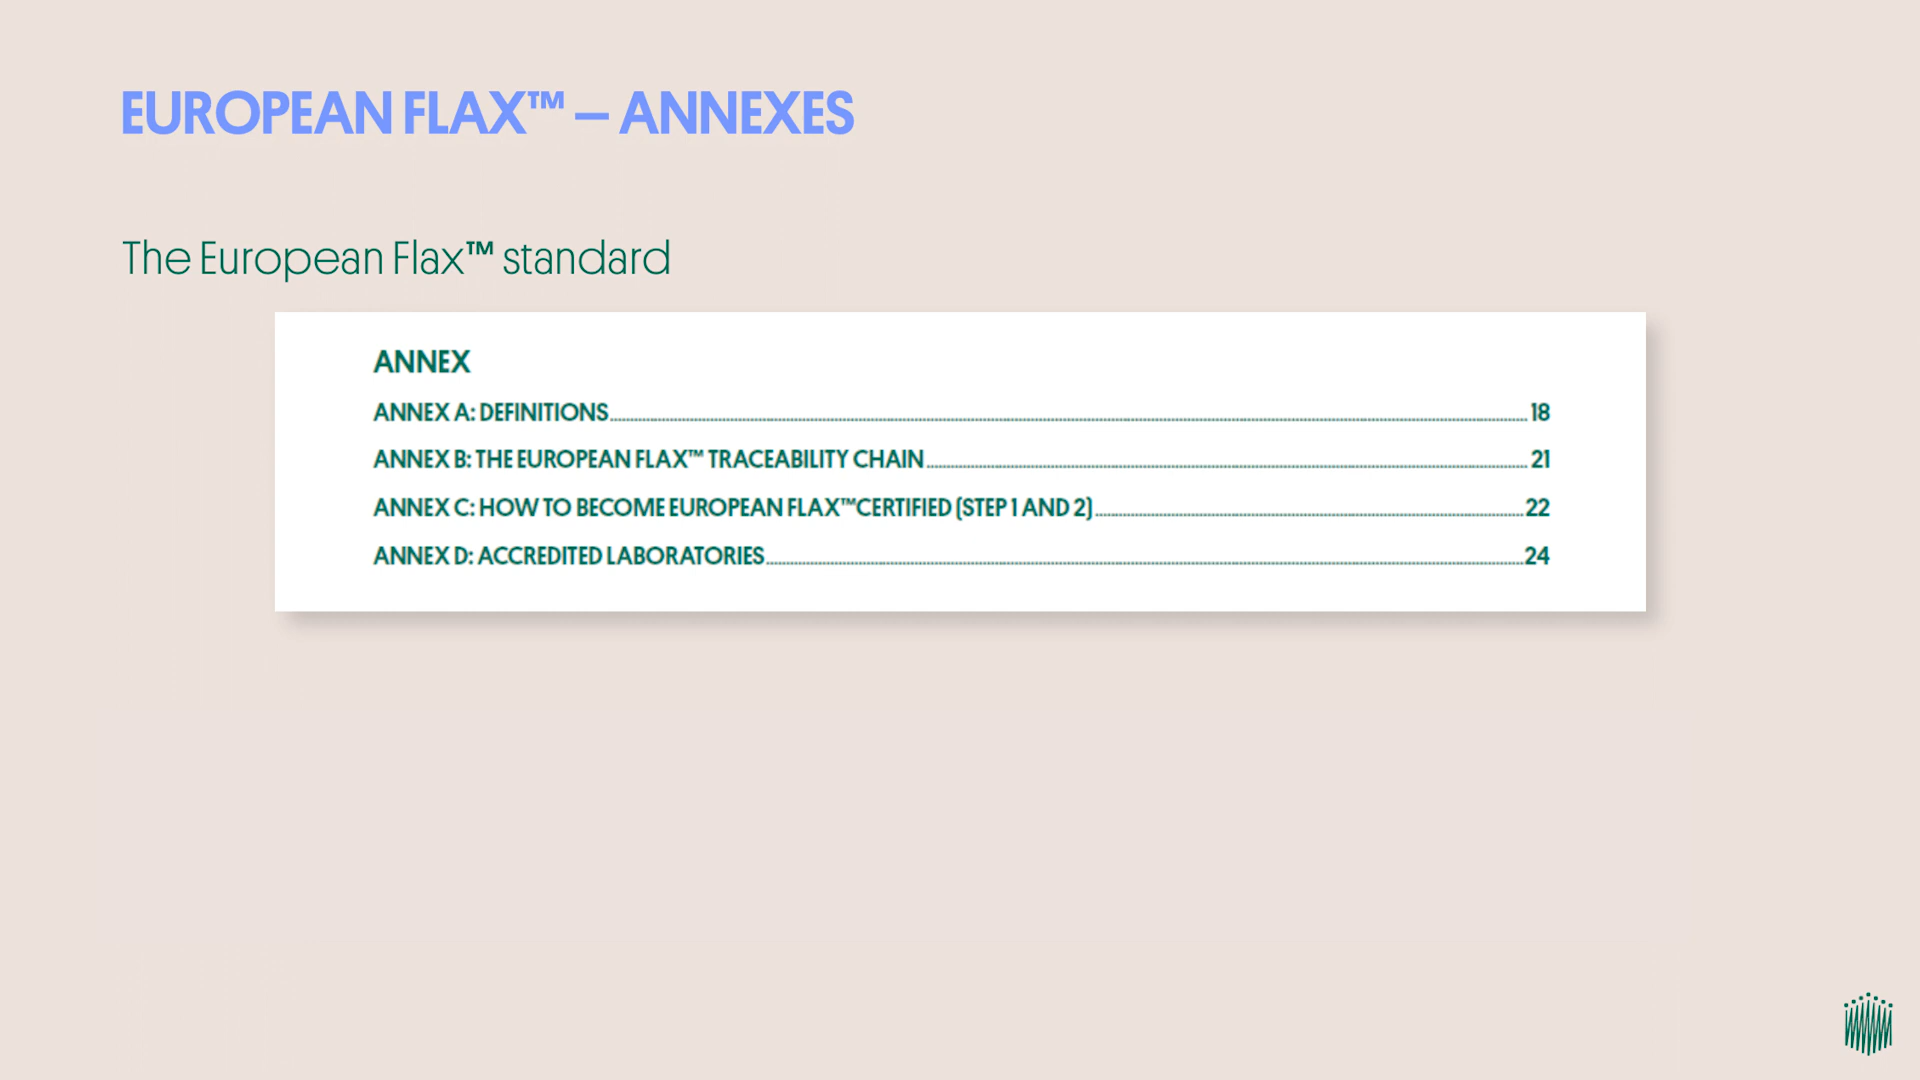 EUROPEAN FLAX™ – ANNEXES
The European Flax™ standard
ANNEX
ANNEX A: DEFINITIONS 18
ANNEX B: THE EUROPEAN FLAX™ TRACEABILITY CHAIN 21
ANNEX C: HOW TO BECOME EUROPEAN FLAX™CERTIFIED (STEP 1 AND 2) 22
ANNEX D: ACCREDITED LABORATORIES 24